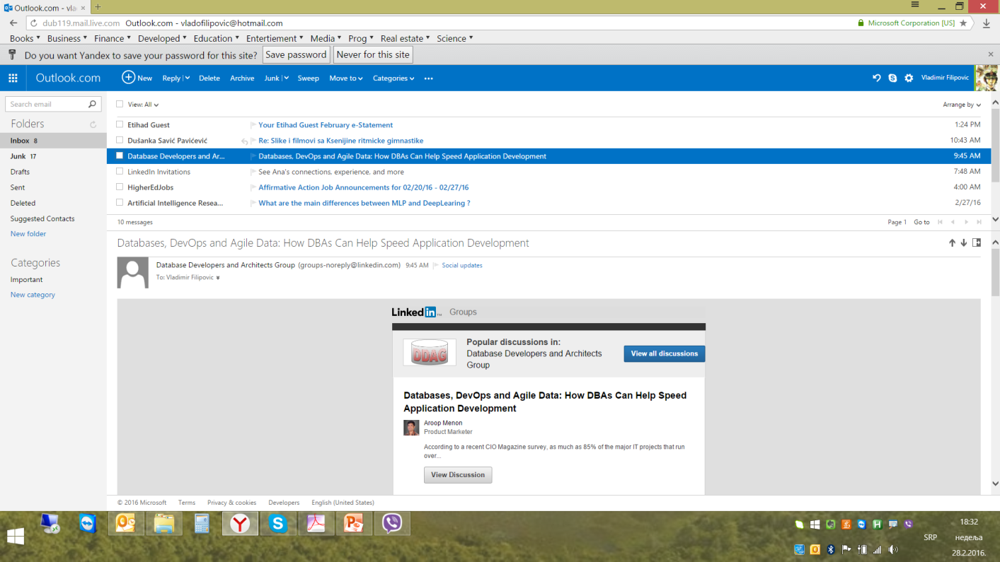 Outlook.com - vla
dub119.mail.live.com Outlook.com - vladofilipovic@hotmail.com
Microsoft Corporation [US]
Books Business Finance Developed Education Entertiement Media Prog Real estate Science
Do you want Yandex to save your password for this site? Save password Never for this site
Outlook.com New Reply Delete Archive Junk Sweep Move to Categories Vladimir Filipovic
Search email
View: All
Arrange by
Folders
Inbox 8
Junk 17
Drafts
Sent
Deleted
Suggested Contacts
New folder
Categories
Important
New category
Etihad Guest Your Etihad Guest February e-Statement 1:24 PM
Dušanka Savić Pavićević Re: Slike i filmovi sa Ksenijine ritmicke gimnastike 10:43 AM
Database Developers and Ar... Databases, DevOps and Agile Data: How DBAs Can Help Speed Application Development 9:45 AM
LinkedIn Invitations See Ana's connections, experience, and more 7:48 AM
HigherEdJobs Affirmative Action Job Announcements for 02/20/16 - 02/27/16 4:00 AM
Artificial Intelligence Resea... What are the main differences between MLP and DeepLearing ? 2/27/16
10 messages Page 1 Go to
Databases, DevOps and Agile Data: How DBAs Can Help Speed Application Development
Database Developers and Architects Group (groups-noreply@linkedin.com) 9:45 AM Social updates
To: Vladimir Filipovic
Linked in ™ Groups
DDAG
Popular discussions in:
Database Developers and Architects
Group
View all discussions
Databases, DevOps and Agile Data: How DBAs Can Help Speed
Application Development
Aroop Menon
Product Marketer
According to a recent CIO Magazine survey, as much as 85% of the major IT projects that run
over...
View Discussion
© 2016 Microsoft Terms Privacy & cookies Developers English (United States)
SRP
18:32
недеља
28.2.2016.